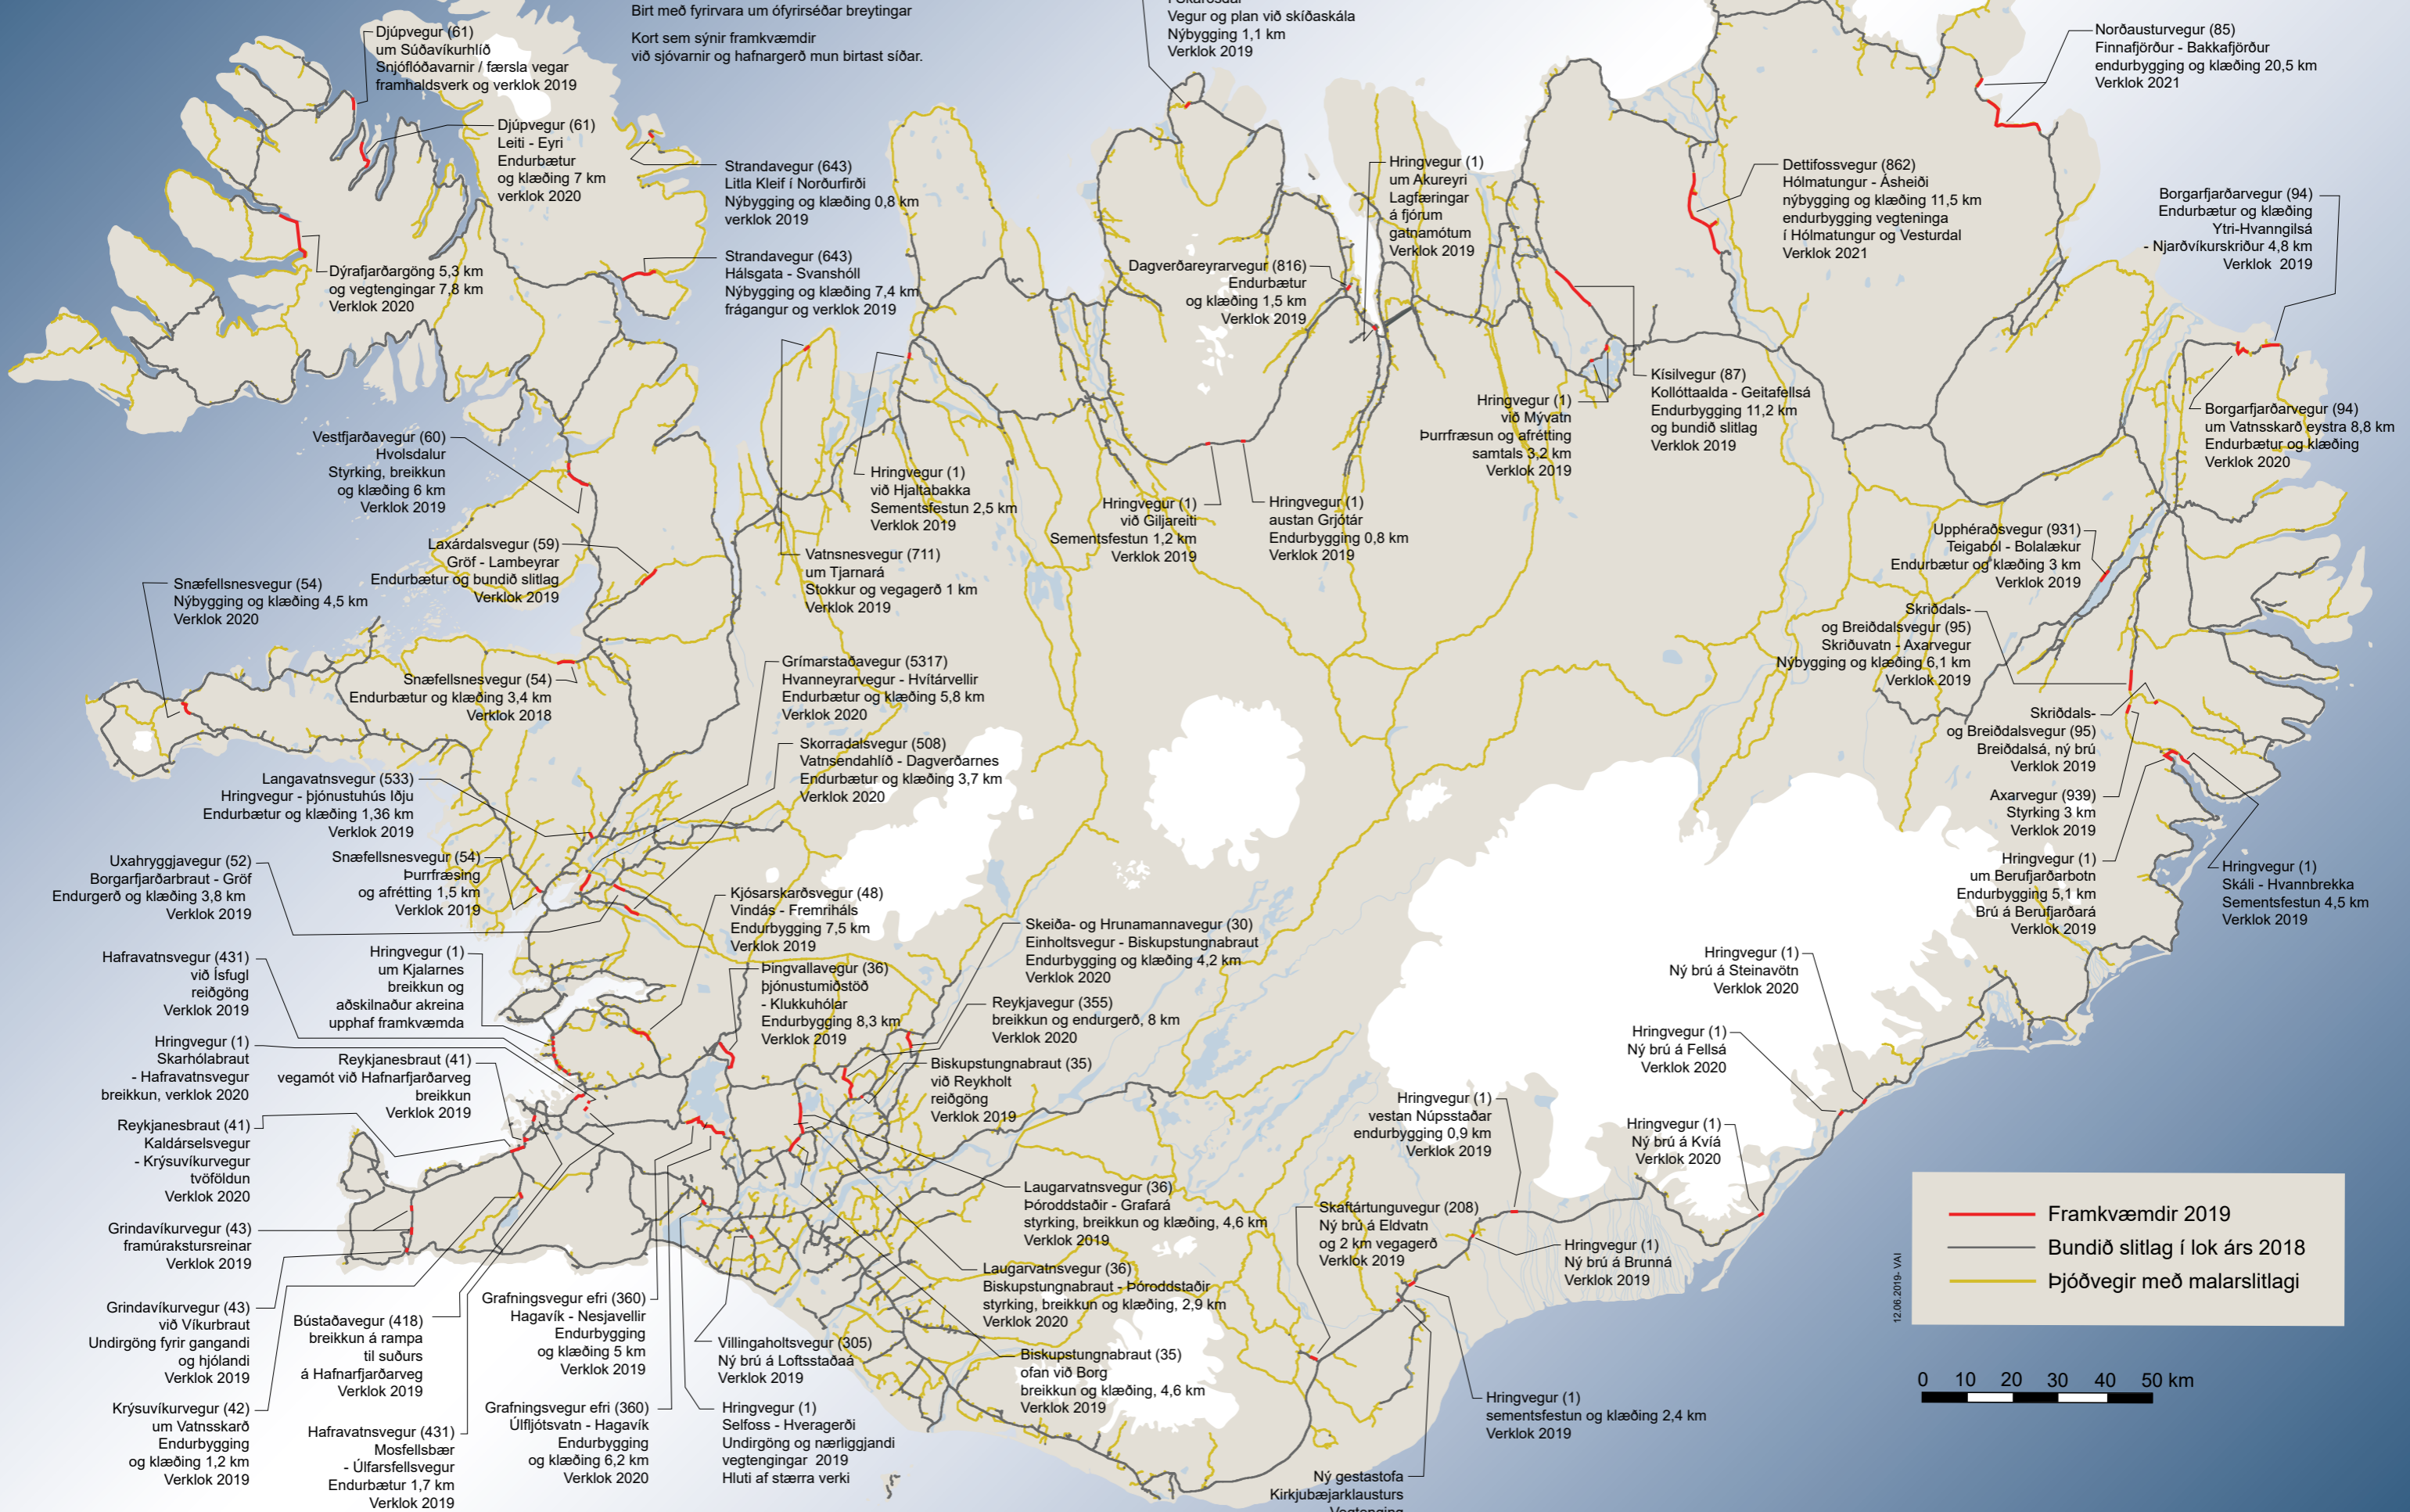 Birt með fyrirvara um ófyrirséðar breytingar
Kort sem sýnir framkvæmdir
við sjóvarnir og hafnargerð mun birtast síðar.
Vegur og plan við skíðaskála
Nýbygging 1,1 km
Verklok 2019
Djúpvegur (61)
um Súðavíkurhlíð
Snjóflóðavarnir / færsla vegar
framhaldsverk og verklok 2019
Djúpvegur (61)
Leiti - Eyri
Endurbætur
og klæðing 7 km
verklok 2020
Strandavegur (643)
Litla Kleif í Norðurfirði
Nýbygging og klæðing 0,8 km
verklok 2019
Strandavegur (643)
Hálsgata - Svanshóll
Nýbygging og klæðing 7,4 km
frágangur og verklok 2019
Dýrafjarðargöng 5,3 km
og vegtengingar 7,8 km
Verklok 2020
Hringvegur (1)
um Akureyri
Lagfæringar
á fjórum
gatnamótum
Verklok 2019
Dagverðareyrarvegur (816)
Endurbætur
og klæðing 1,5 km
Verklok 2019
Norðausturvegur (85)
Finnafjörður - Bakkafjörður
endurbygging og klæðing 20,5 km
Verklok 2021
Dettifossvegur (862)
Hólmatungur - Ásheiði
nýbygging og klæðing 11,5 km
endurbygging vegteninga
í Hólmatungur og Vesturdal
Verklok 2021
Borgarfjarðarvegur (94)
Endurbætur og klæðing
Ytri-Hvanngilsá
- Njarðvíkurskriður 4,8 km
Verklok 2019
Borgarfjarðarvegur (94)
um Vatnsskarð eystra 8,8 km
Endurbætur og klæðing
Verklok 2020
Kísilvegur (87)
Kollóttaalda - Geitafellsá
Endurbygging 11,2 km
og bundið slitlag
Verklok 2019
Hringvegur (1)
við Mývatn
Þurrfræsun og afrétting
samtals 3,2 km
Verklok 2019
Vestfjarðavegur (60)
Hvolsdalur
Styrking, breikkun
og klæðing 6 km
Verklok 2019
Hringvegur (1)
við Hjaltabakka
Sementsfestun 2,5 km
Verklok 2019
Hringvegur (1)
við Giljareiti
Sementsfestun 1,2 km
Verklok 2019
Hringvegur (1)
austan Grjótár
Endurbygging 0,8 km
Verklok 2019
Laxárdalsvegur (59)
Gröf - Lambeyrar
Endurbætur og bundið slitlag
Verklok 2019
Vatnsnesvegur (711)
um Tjarnará
Stokkur og vegagerð 1 km
Verklok 2019
Snæfellsnesvegur (54)
Nýbygging og klæðing 4,5 km
Verklok 2020
Upphéraðsvegur (931)
Teigaból - Bolalækur
Endurbætur og klæðing 3 km
Verklok 2019
Skriðdals-
og Breiðdalsvegur (95)
Skriðuvatn - Axarvegur
Nýbygging og klæðing 6,1 km
Verklok 2019
Snæfellsnesvegur (54)
Endurbætur og klæðing 3,4 km
Verklok 2018
Grímarstaðavegur (5317)
Hvanneyrarvegur - Hvítárvellir
Endurbætur og klæðing 5,8 km
Verklok 2020
Skorradalsvegur (508)
Vatnsendahlíð - Dagverðarnes
Endurbætur og klæðing 3,7 km
Verklok 2020
Skriðdals-
og Breiðdalsvegur (95)
Breiðdalsá, ný brú
Verklok 2019
Axarvegur (939)
Styrking 3 km
Verklok 2019
Hringvegur (1)
um Berufjarðarbotn
Endurbygging 5,1 km
Brú á Berufjarðará
Verklok 2019
Hringvegur (1)
Skáli - Hvannbrekka
Sementsfestun 4,5 km
Verklok 2019
Langavatnsvegur (533)
Hringvegur - þjónustuhús Iðju
Endurbætur og klæðing 1,36 km
Verklok 2019
Uxahryggjavegur (52)
Borgarfjarðarbraut - Gröf
Endurgerð og klæðing 3,8 km
Verklok 2019
Snæfellsnesvegur (54)
Þurrfræsing
og afrétting 1,5 km
Verklok 2019
Kjósarskarðsvegur (48)
Vindás - Fremriháls
Endurbygging 7,5 km
Verklok 2019
Skeiða- og Hrunamannavegur (30)
Einholtsvegur - Biskupstungnabraut
Endurbygging og klæðing 4,2 km
Verklok 2020
Hafravatnsvegur (431)
við Ísfugl
reiðgöng
Verklok 2019
Hringvegur (1)
um Kjalarnes
breikkun og
aðskilnaður akreina
upphaf framkvæmda
Þingvallavegur (36)
þjónustumiðstöð
- Klukkuhólar
Endurbygging 8,3 km
Verklok 2019
Reykjavegur (355)
breikkun og endurgerð, 8 km
Verklok 2020
Hringvegur (1)
Ný brú á Steinavötn
Verklok 2020
Hringvegur (1)
Ný brú á Fellsá
Verklok 2020
Hringvegur (1)
Skarhólabraut
- Hafravatnsvegur
breikkun, verklok 2020
Reykjanesbraut (41)
vegamót við Hafnarfjarðarveg
breikkun
Verklok 2019
Biskupstungnabraut (35)
við Reykholt
reiðgöng
Verklok 2019
Hringvegur (1)
vestan Núpsstaðar
endurbygging 0,9 km
Verklok 2019
Hringvegur (1)
Ný brú á Kvíá
Verklok 2020
Reykjanesbraut (41)
Kaldárselsvegur
- Krýsuvíkurvegur
tvöföldun
Verklok 2020
Laugarvatnsvegur (36)
Þóroddstaðir - Grafará
styrking, breikkun og klæðing, 4,6 km
Verklok 2019
Skaftártunguvegur (208)
Ný brú á Eldvatn
og 2 km vegagerð
Verklok 2019
Hringvegur (1)
Ný brú á Brunná
Verklok 2019
Grindavíkurvegur (43)
framúrakstursreinar
Verklok 2019
Laugarvatnsvegur (36)
Biskupstungnabraut - Þóroddstaðir
styrking, breikkun og klæðing, 2,9 km
Verklok 2020
Grindavíkurvegur (43)
við Víkurbraut
Undirgöng fyrir gangandi
og hjólandi
Verklok 2019
Bústaðavegur (418)
breikkun á rampa
til suðurs
á Hafnarfjarðarveg
Verklok 2019
Grafningsvegur efri (360)
Hagavík - Nesjavellir
Endurbygging
og klæðing 5 km
Verklok 2019
Villingaholtsvegur (305)
Ný brú á Loftsstaðaá
Verklok 2019
Biskupstungnabraut (35)
ofan við Borg
breikkun og klæðing, 4,6 km
Verklok 2019
Krýsuvíkurvegur (42)
um Vatnsskarð
Endurbygging
og klæðing 1,2 km
Verklok 2019
Hafravatnsvegur (431)
Mosfellsbær
- Úlfarsfellsvegur
Endurbætur 1,7 km
Verklok 2019
Grafningsvegur efri (360)
Úlfljótsvatn - Hagavík
Endurbygging
og klæðing 6,2 km
Verklok 2020
Hringvegur (1)
Selfoss - Hveragerði
Undirgöng og nærliggjandi
vegtengingar 2019
Hluti af stærra verki
Hringvegur (1)
sementsfestun og klæðing 2,4 km
Verklok 2019
Ný gestastofa
Kirkjubæjarklausturs
Framkvæmdir 2019
Bundið slitlag í lok árs 2018
Þjóðvegir með malarslitlagi
12.06.2019- VAI
0 10 20 30 40 50 km